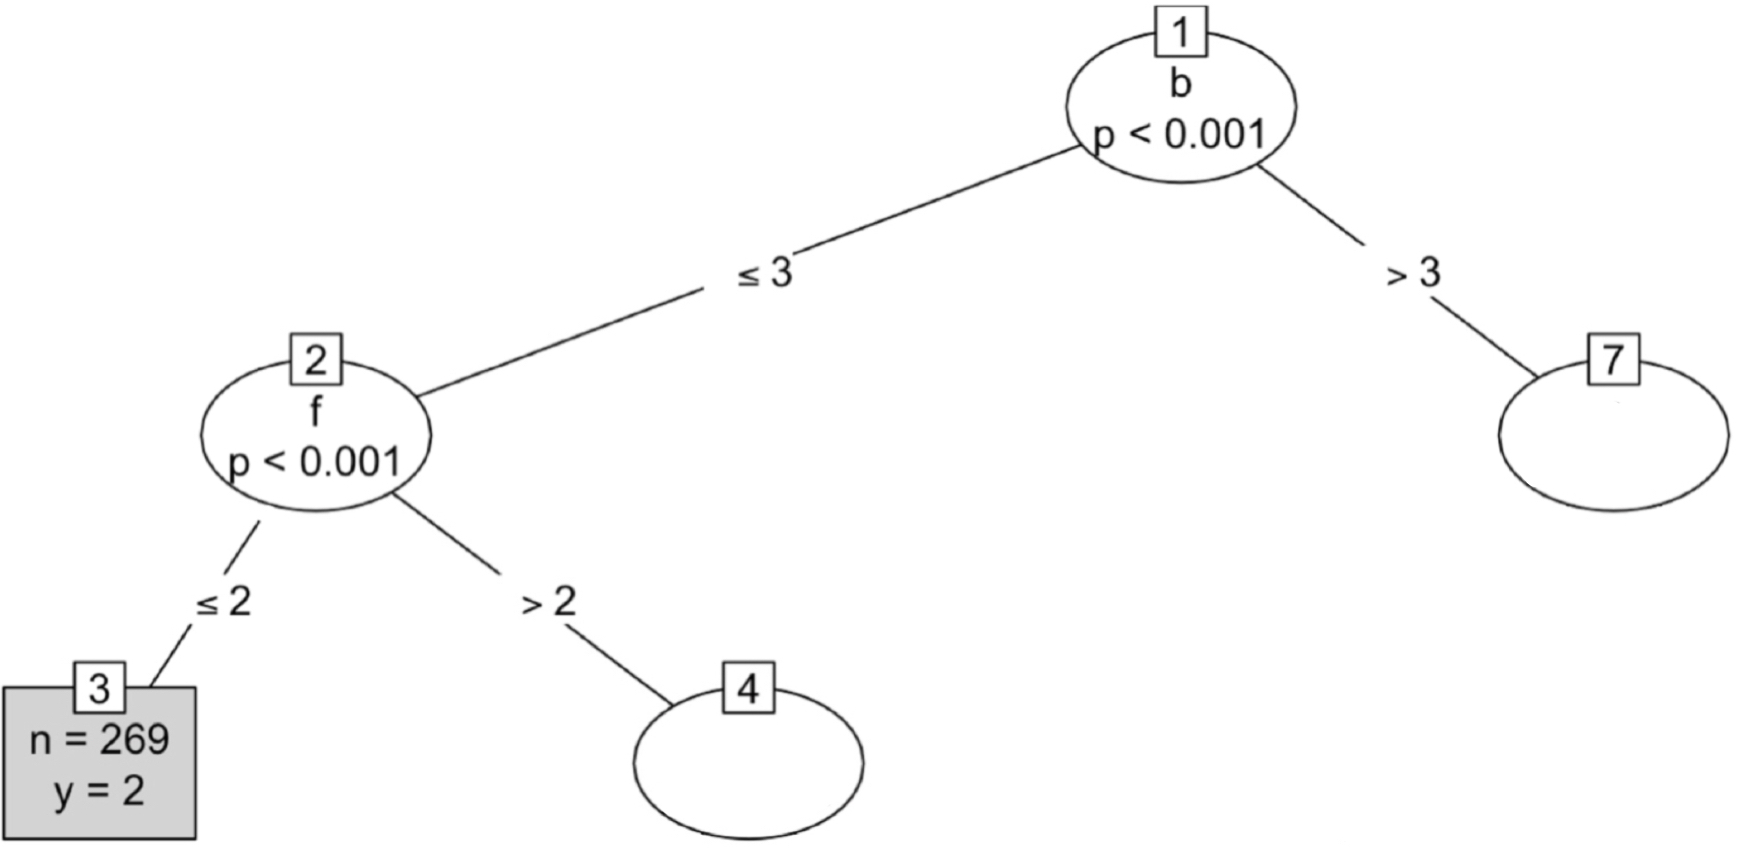 1
b
p < 0.001
≤ 3
> 3
2
f
p < 0.001
7
≤ 2
> 2
3
n = 269
y = 2
4